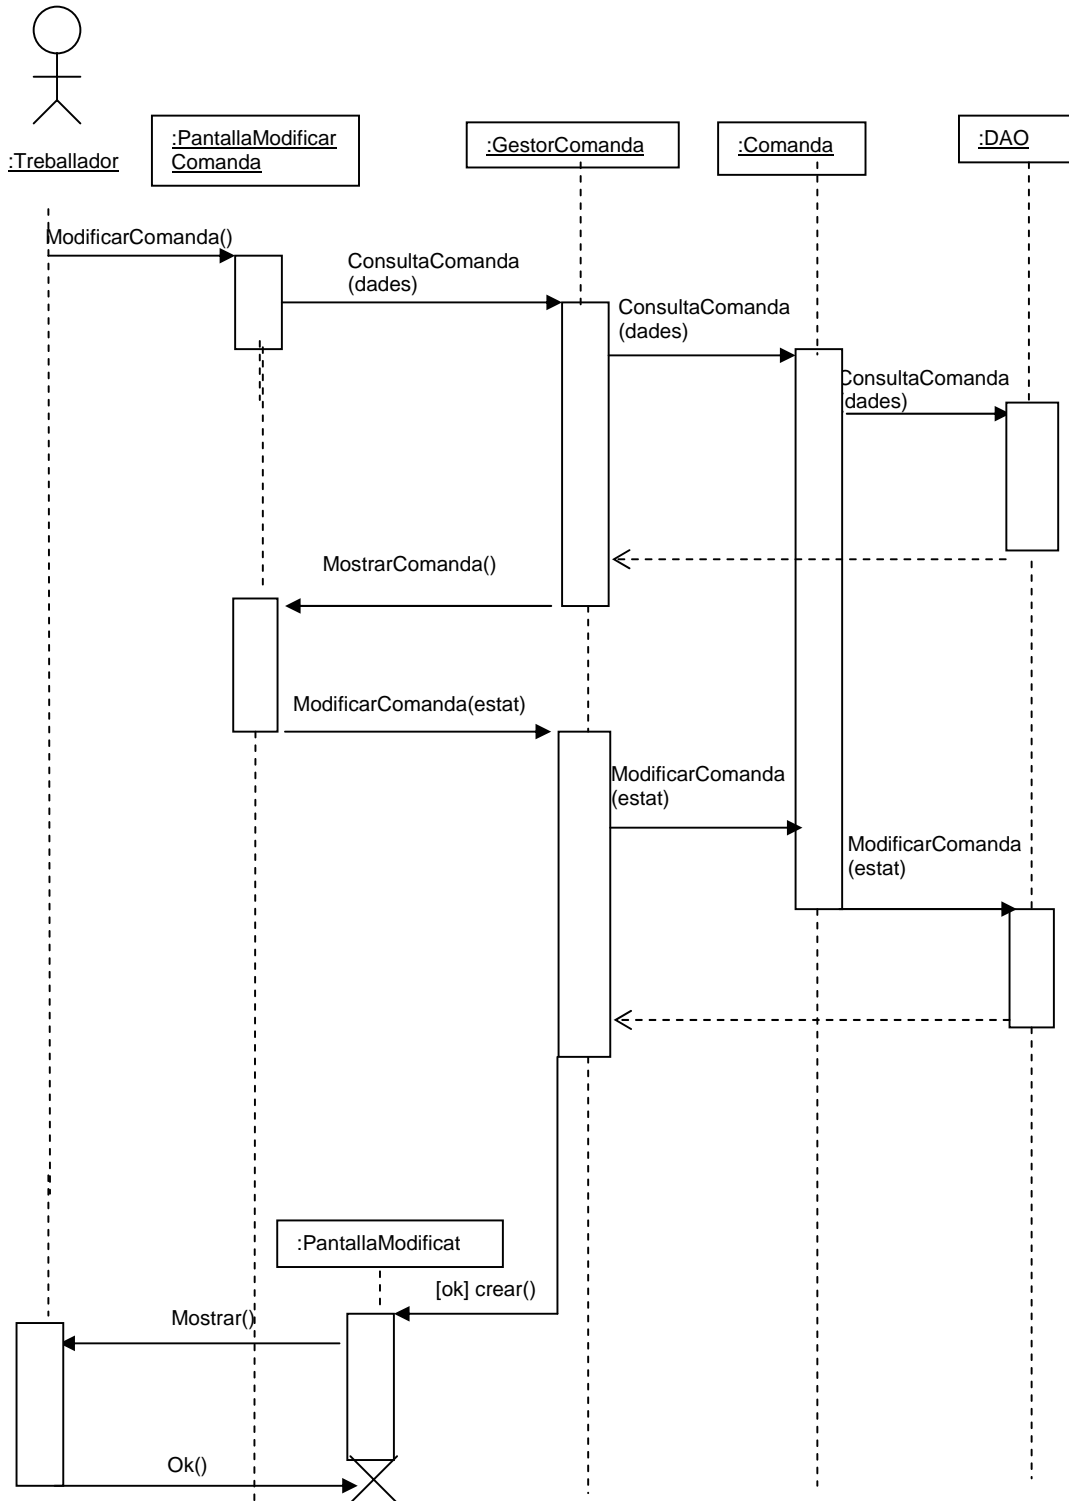 :Treballador
:PantallaModificar
Comanda
:GestorComanda
:Comanda
:DAO
ModificarComanda()
ConsultaComanda
(dades)
ConsultaComanda
(dades)
ConsultaComanda
(dades)
MostrarComanda()
ModificarComanda(estat)
ModificarComanda
(estat)
ModificarComanda
(estat)
:PantallaModificat
[ok] crear()
Mostrar()
Ok()